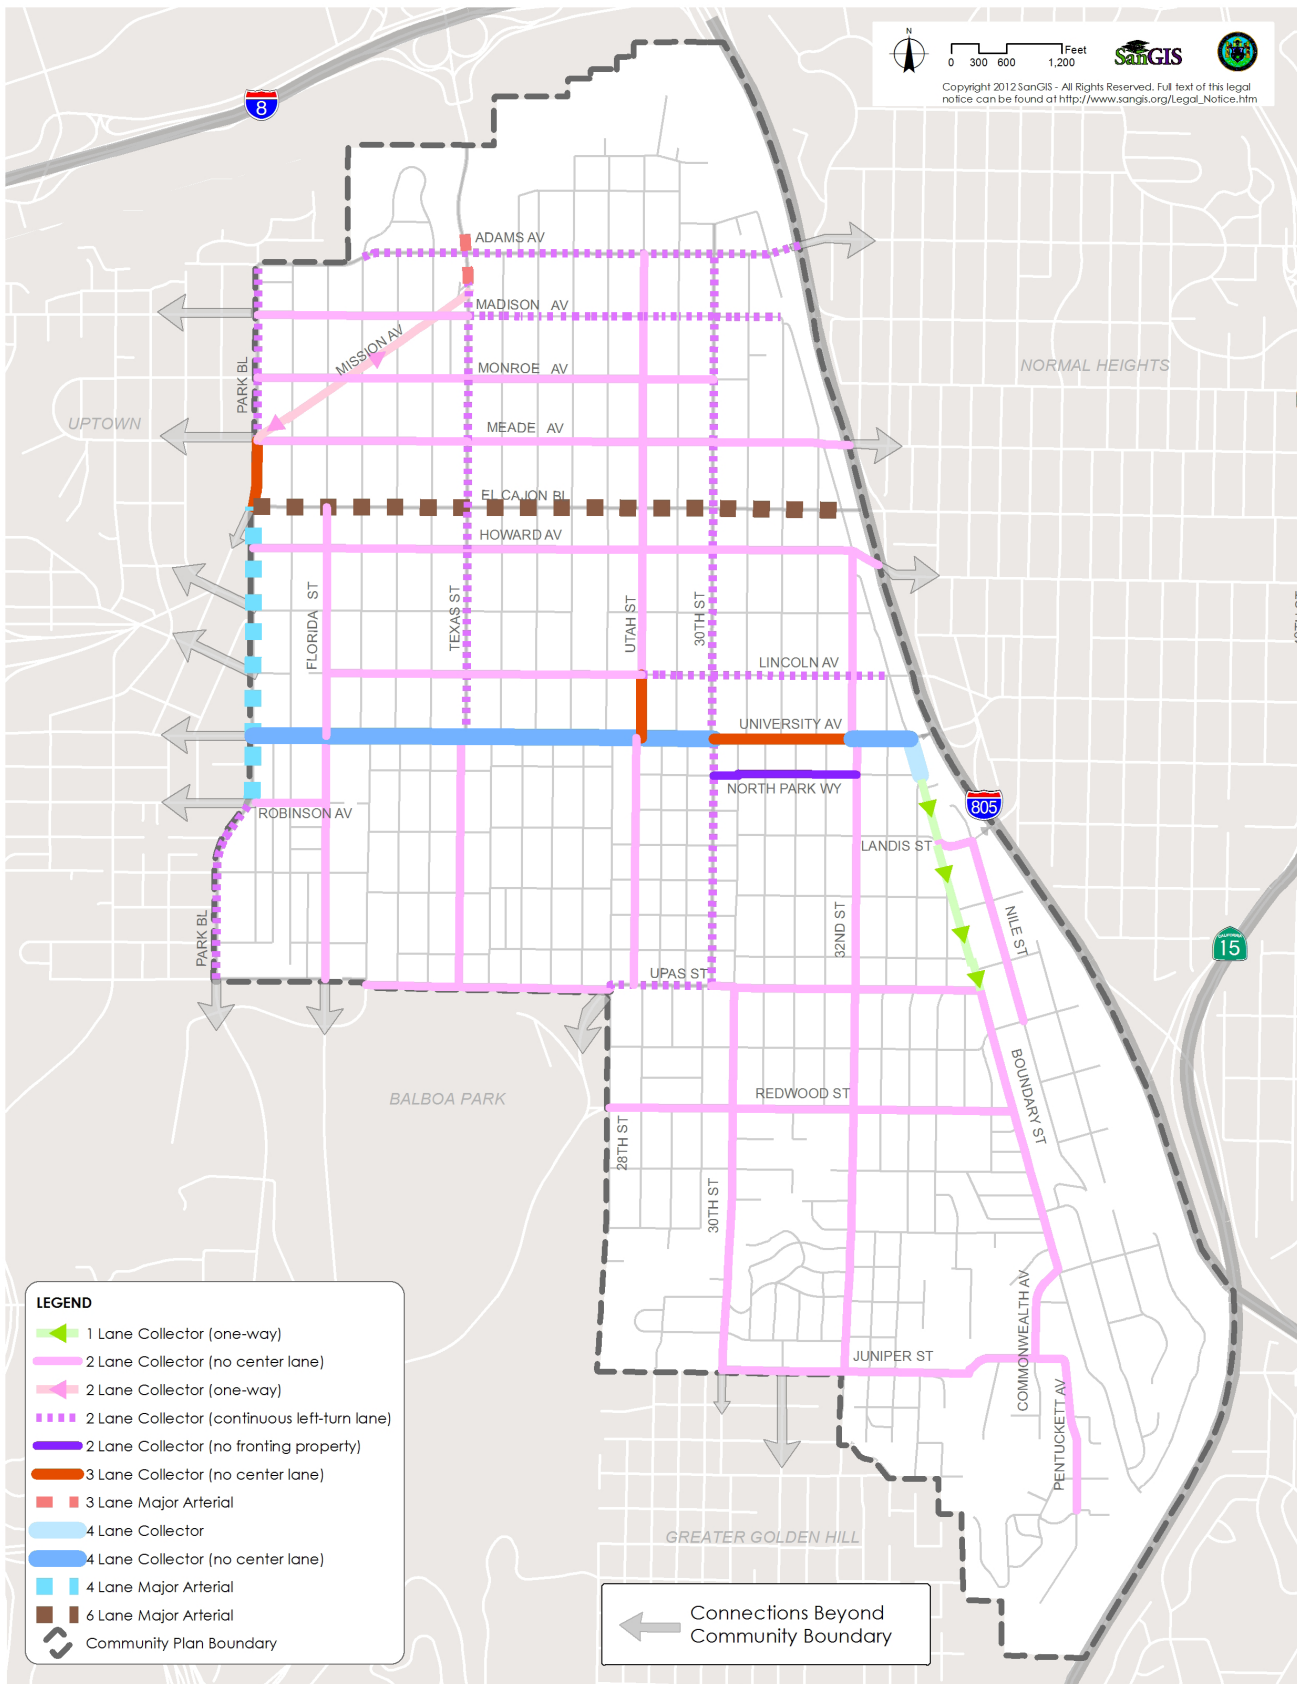 N
0 300 600 1,200 Feet
SanGIS
Copyright 2012 SanGIS - All Rights Reserved. Full text of this legal
notice can be found at http://www.sangis.org/Legal_Notice.htm
8
ADAMS AV
MADISON AV
MISSION AV
MONROE AV
PARK BL
NORMAL HEIGHTS
UPTOWN
MEADE AV
EL CAJON BL
HOWARD AV
FLORIDA ST
TEXAS ST
UTAH ST
30TH ST
LINCOLN AV
UNIVERSITY AV
NORTH PARK WY
805
ROBINSON AV
LANDIS ST
PARK BL
32ND ST
NILE ST
CALIFORNIA
15
UPAS ST
BALBOA PARK
REDWOOD ST
BOUNDARY ST
28TH ST
30TH ST
COMMONWEALTH AV
JUNIPER ST
PENTUCKETT AV
GREATER GOLDEN HILL
LEGEND
1 Lane Collector (one-way)
2 Lane Collector (no center lane)
2 Lane Collector (one-way)
2 Lane Collector (continuous left-turn lane)
2 Lane Collector (no fronting property)
3 Lane Collector (no center lane)
3 Lane Major Arterial
4 Lane Collector
4 Lane Collector (no center lane)
4 Lane Major Arterial
6 Lane Major Arterial
Community Plan Boundary
Connections Beyond
Community Boundary